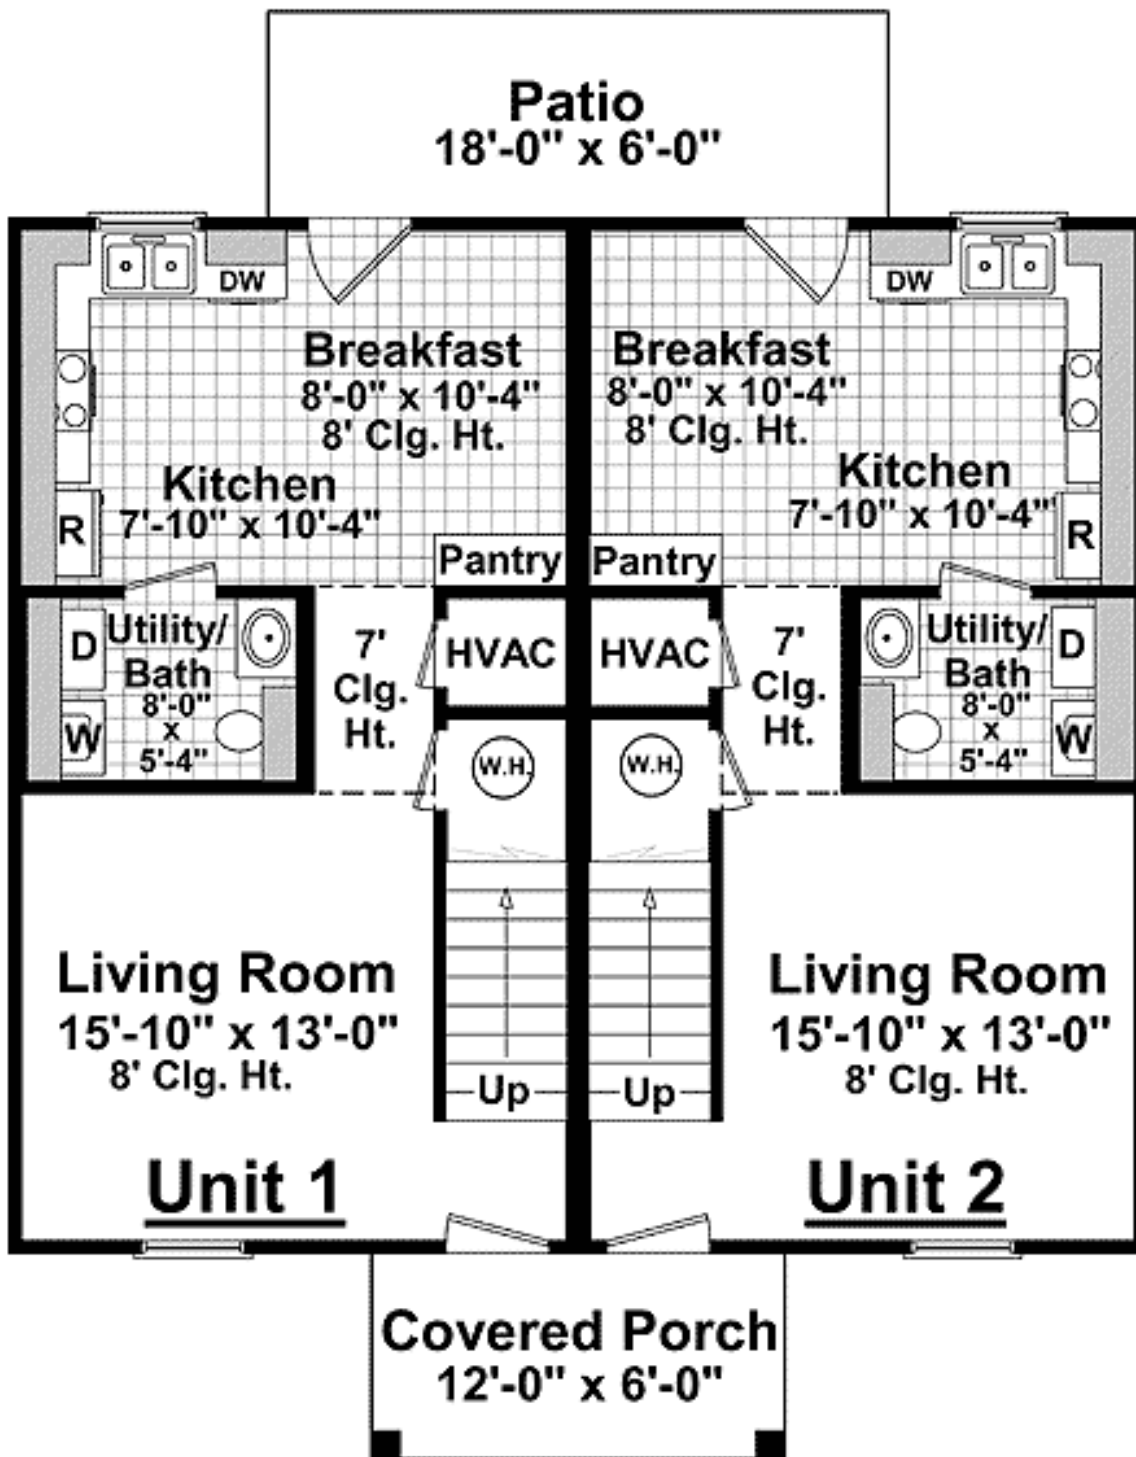 Patio
18'-0" x 6'-0"
DW
DW
Breakfast
8'-0" x 10'-4"
8' Clg. Ht.
Breakfast
8'-0" x 10'-4"
8' Clg. Ht.
Kitchen
7'-10" x 10'-4"
Kitchen
7'-10" x 10'-4"
R
R
Pantry
Pantry
D
Utility/
Bath
8'-0"
x
5'-4"
W
7'
Clg.
Ht.
HVAC
HVAC
7'
Clg.
Ht.
Utility/
Bath
8'-0"
x
5'-4"
D
W
W.H.
W.H.
Living Room
15'-10" x 13'-0"
8' Clg. Ht.
Living Room
15'-10" x 13'-0"
8' Clg. Ht.
Up
Up
Unit 1
Unit 2
Covered Porch
12'-0" x 6'-0"